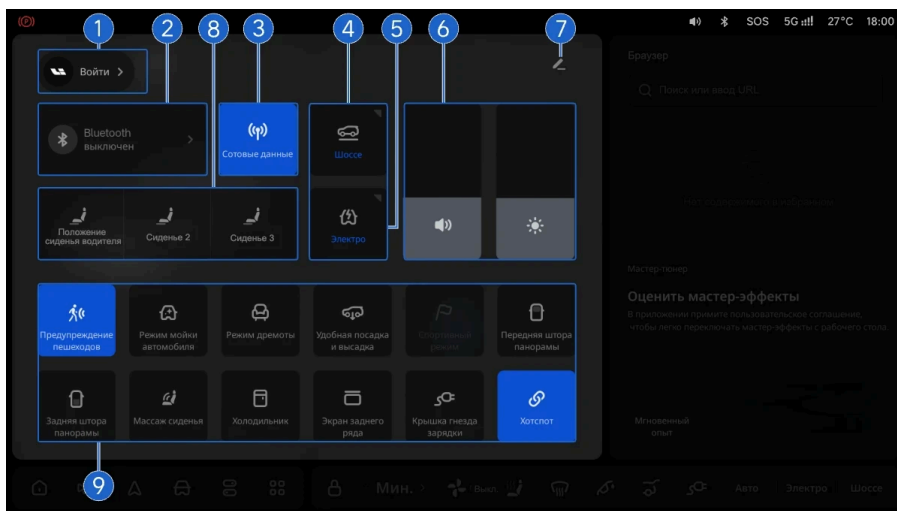 (P)
1
2
8
3
4
5
6
7
SOS
5G
27°C
18:00
Войти >
Bluetooth
выключен
Сотовые данные
Шоссе
Электро
Положение
сиденья водителя
Сиденье 2
Сиденье 3
Предупреждение
пешеходов
Режим мойки
автомобиля
Режим дремоты
Удобная посадка
и высадка
Передняя штора
панорамы
Задняя штора
панорамы
Массаж сиденья
Холодильник
Экран заднего
ряда
Крышка гнезда
зарядки
Хотспот
9
Браузер
Поиск или ввод URL
Мастер-тюнер
Оценить мастер-эффекты
В приложении примите пользовательское соглашение,
чтобы легко переключать мастер-эффекты с рабочего стола
Мгновенный
опыт
Мин. >
Выкл.
Авто
Электро
Шоссе